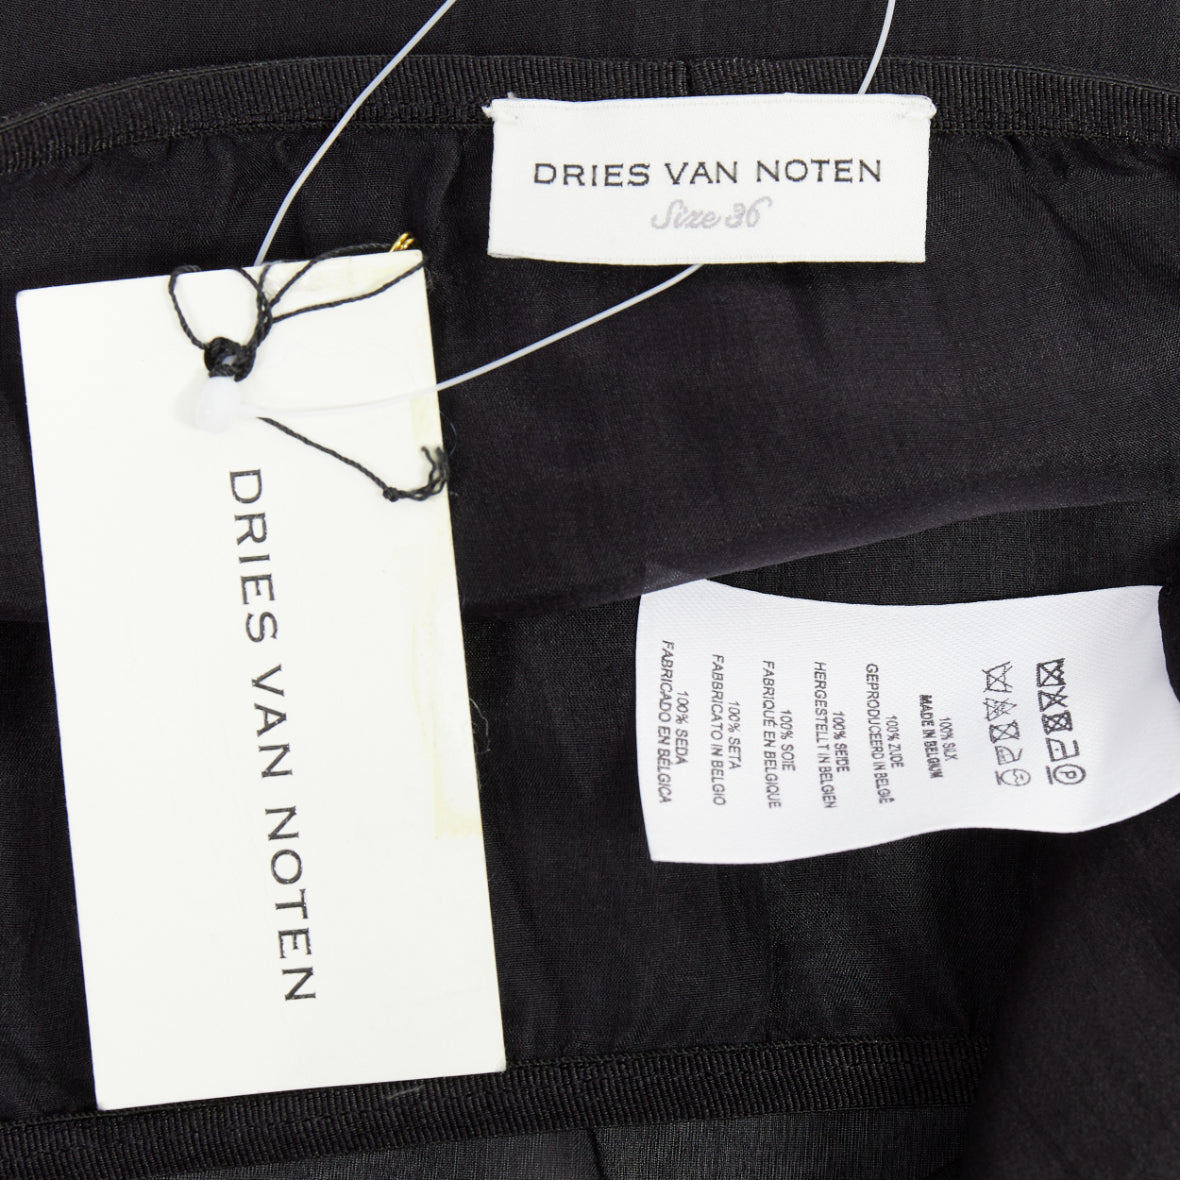 DRIES VAN NOTEN
Size 36
DRIES VAN NOTEN
100% SILK
MADE IN BELGIUM
100% ZIJDE
GEPRODUCEERD IN BELGIË
100% SEIDE
HERGESTELLT IN BELGIEN
100% SOIE
FABRIQUÉ EN BELGIQUE
100% SETA
FABBRICATO IN BELGIO
100% SEDA
FABRICADO EN BÉLGICA
P